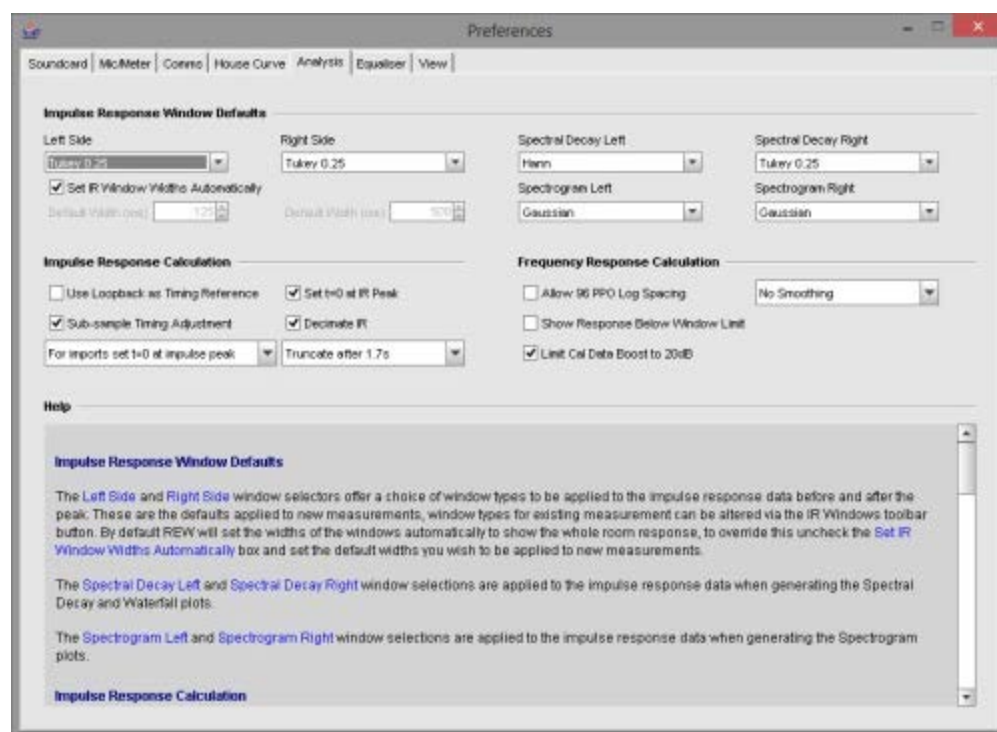 Preferences
Soundcard Mic/Meter Comms House Curve Analysis Equaliser View
Impulse Response Window Defaults
Left Side Right Side Spectral Decay Left Spectral Decay Right
Tukey 0.25 Tukey 0.25 Hann Tukey 0.25
Set IR Window Widths Automatically Spectrogram Left Spectrogram Right
Default Width (ms) 125 Default Width (ms) 500 Gaussian Gaussian
Impulse Response Calculation Frequency Response Calculation
Use Loopback as Timing Reference Set t=0 at IR Peak Allow 96 PPO Log Spacing No Smoothing
Sub-sample Timing Adjustment Decimate IR Show Response Below Window Limit
For imports set t=0 at impulse peak Truncate after 1.7s Limit Cal Data Boost to 20dB
Help
Impulse Response Window Defaults
The Left Side and Right Side window selectors offer a choice of window types to be applied to the impulse response data before and after the
peak. These are the defaults applied to new measurements, window types for existing measurement can be altered via the IR Windows toolbar
button. By default REW will set the widths of the windows automatically to show the whole room response, to override this uncheck the Set IR
Window Widths Automatically box and set the default widths you wish to be applied to new measurements.
The Spectral Decay Left and Spectral Decay Right window selections are applied to the impulse response data when generating the Spectral
Decay and Waterfall plots.
The Spectrogram Left and Spectrogram Right window selections are applied to the impulse response data when generating the Spectrogram
plots.
Impulse Response Calculation